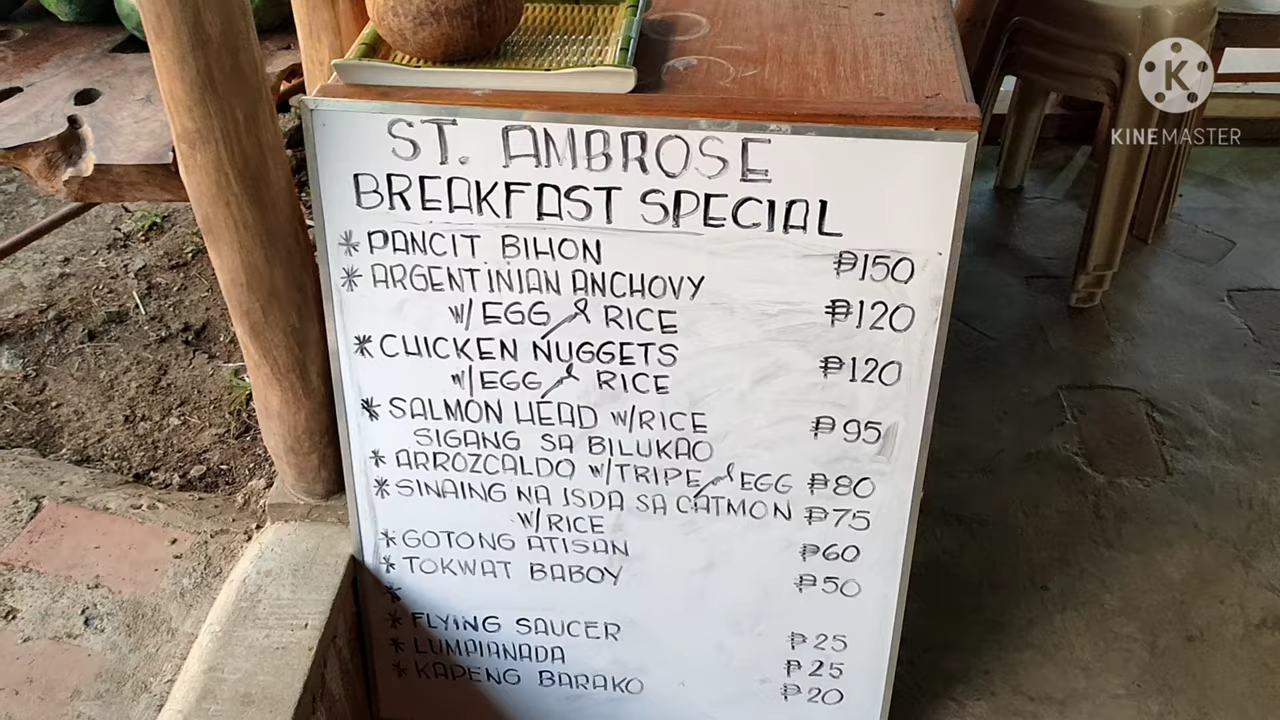 ST. AMBROSE
BREAKFAST SPECIAL
* PANCIT BIHON ₱150
* ARGENTINIAN ANCHOVY
W/ EGG & RICE ₱120
* CHICKEN NUGGETS
W/ EGG & RICE ₱120
* SALMON HEAD W/RICE ₱95
SIGANG SA BILUKAO
* ARROZCALDO W/TRIPE & EGG ₱80
* SINAING NA ISDA SA CATMON ₱75
W/ RICE
* GOTONG ATISAN ₱60
* TOKWAT BABOY ₱50
*
* FLYING SAUCER ₱25
* LUMPIANADA ₱25
* KAPENG BARAKO ₱20
K
KINEMASTER